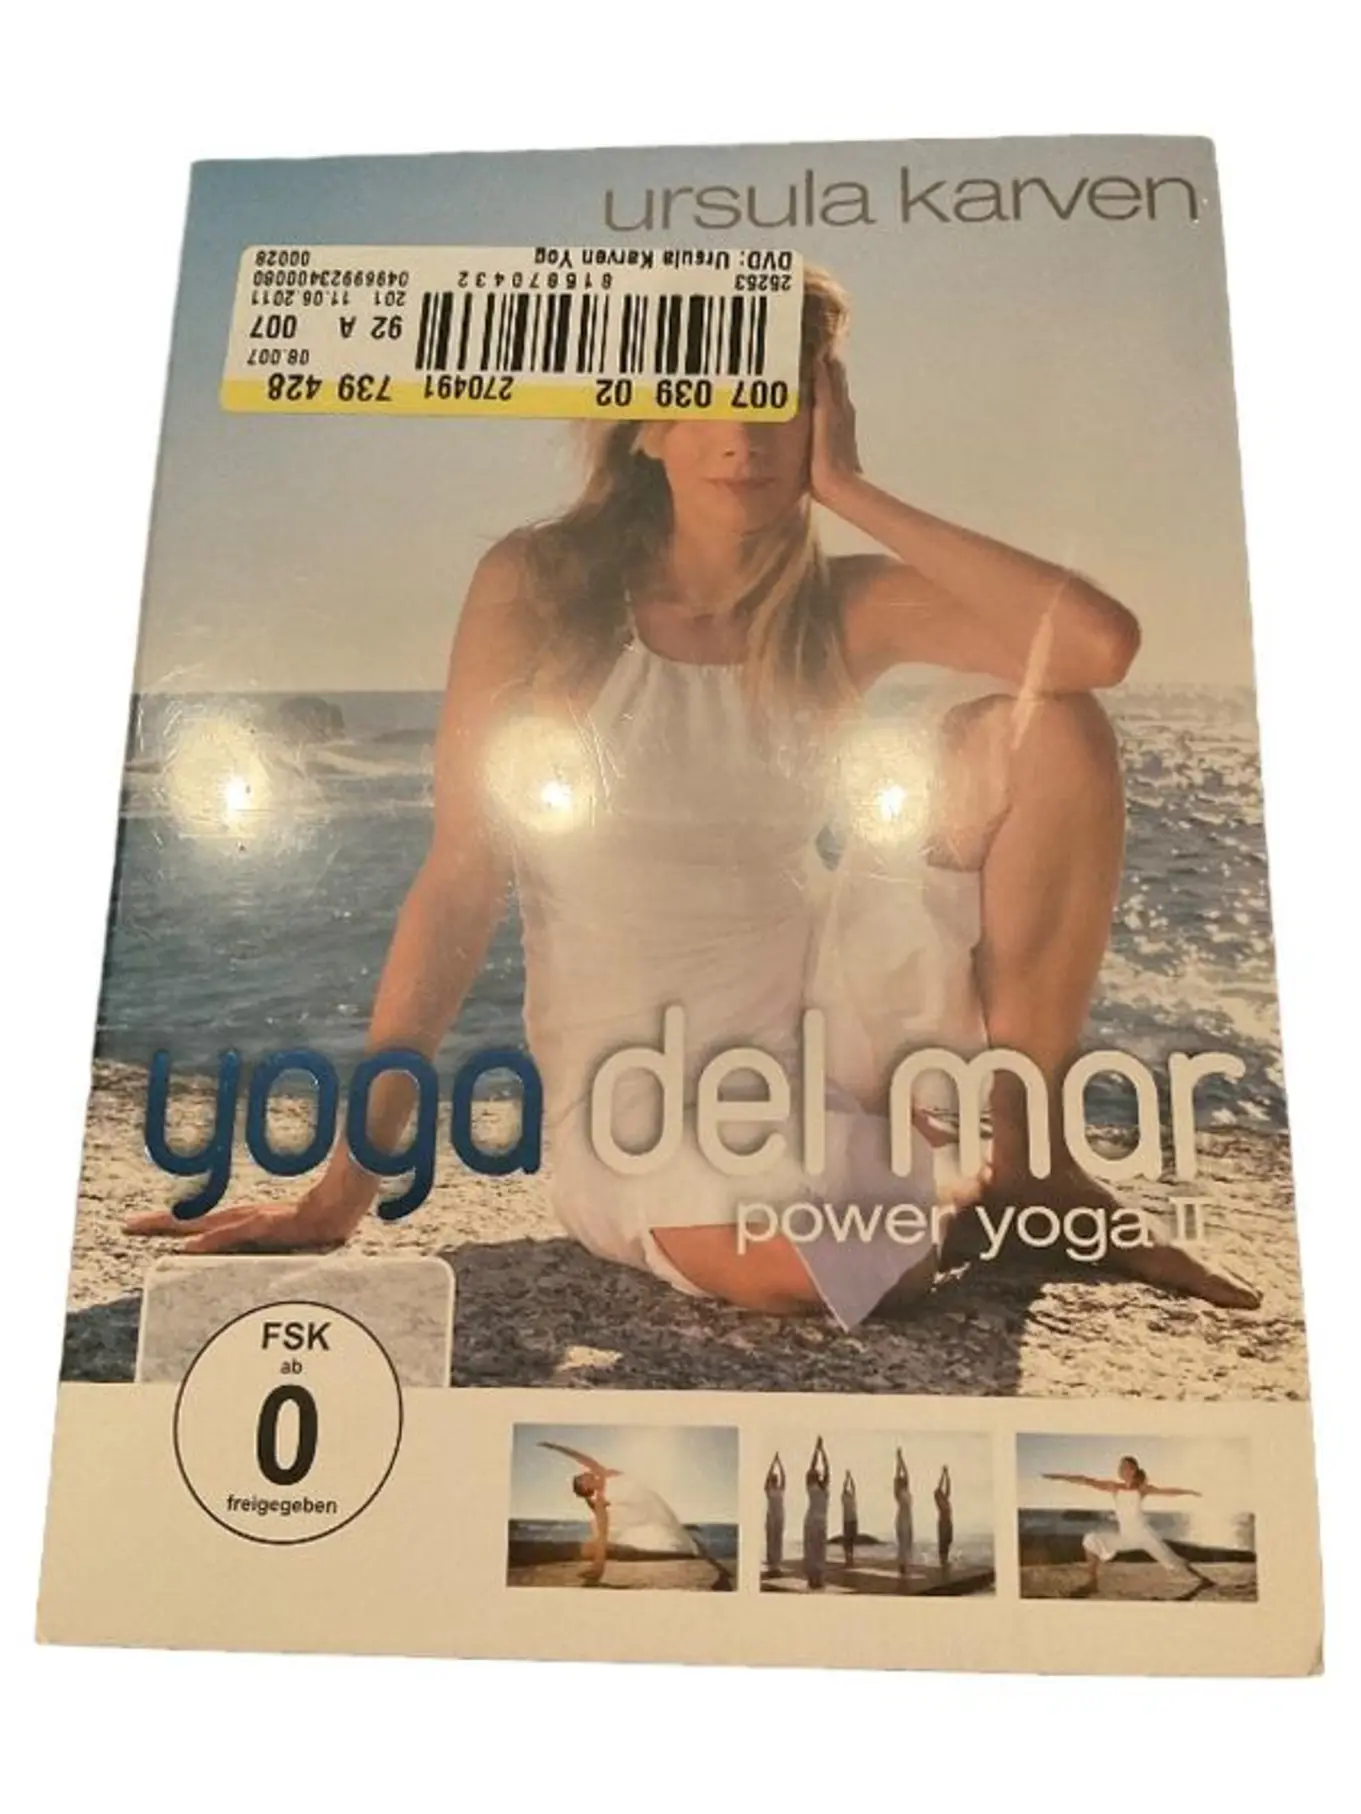 ursula karven
007 039 02 270491 739 428
08.007
92 A 007
201 11.06.2011
25253 815870432 04969923400080
DVD: Ursula Karven Yog 00028
yoga del mar
power yoga II
FSK
ab
0
freigegeben